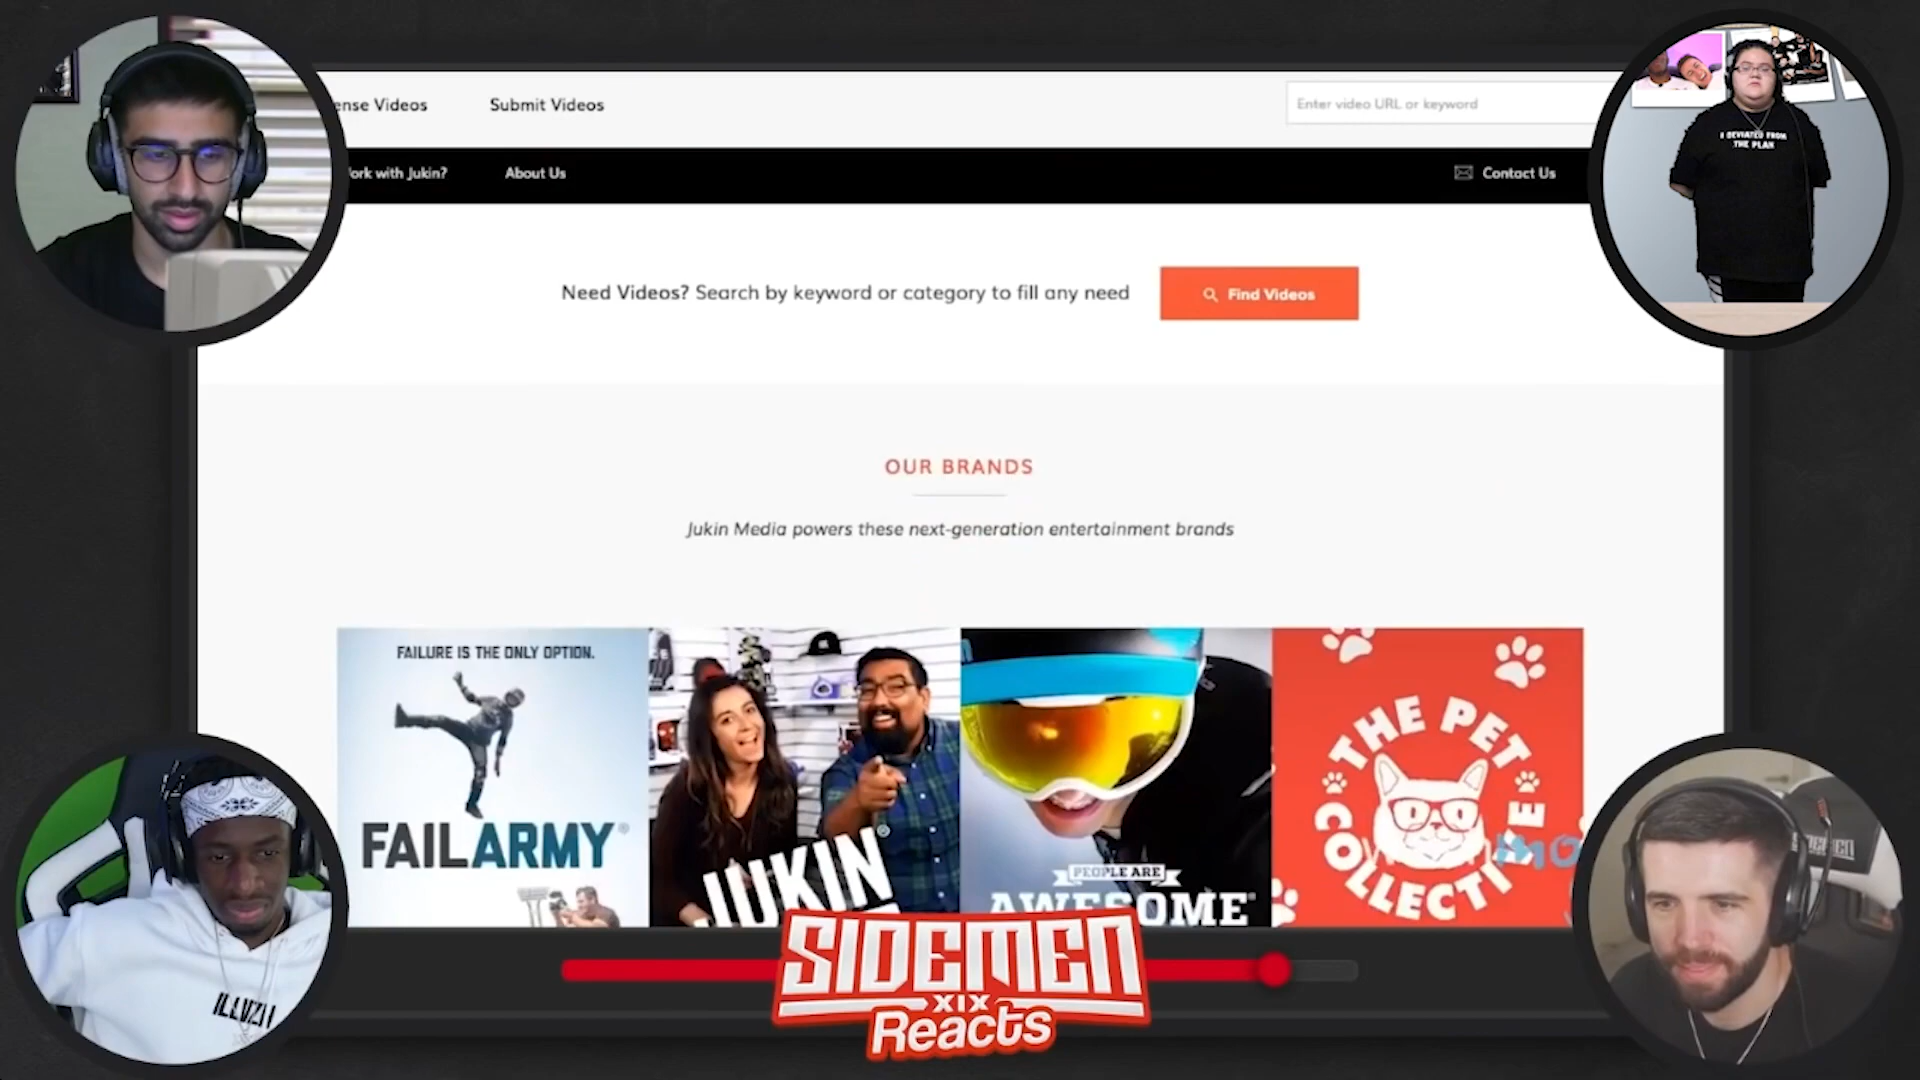 ense Videos
Submit Videos
Enter video URL or keyword
ork with Jukin?
About Us
Contact Us
I DEVIATED FROM
THE PLAN
Need Videos? Search by keyword or category to fill any need
Find Videos
OUR BRANDS
Jukin Media powers these next-generation entertainment brands
FAILURE IS THE ONLY OPTION.
FAILARMY®
JUKIN®
PEOPLE ARE
AWESOME
THE PET
COLLECTIVE
SIDEMEN
XIX
Reacts